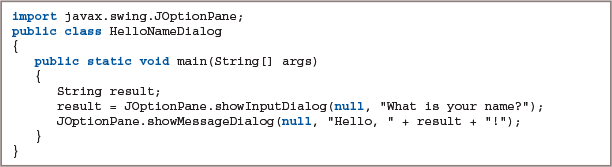 import javax.swing.JOptionPane;
public class HelloNameDialog
{
   public static void main(String[] args)
   {
      String result;
      result = JOptionPane.showInputDialog(null, "What is your name?");
      JOptionPane.showMessageDialog(null, "Hello, " + result + "!");
   }
}